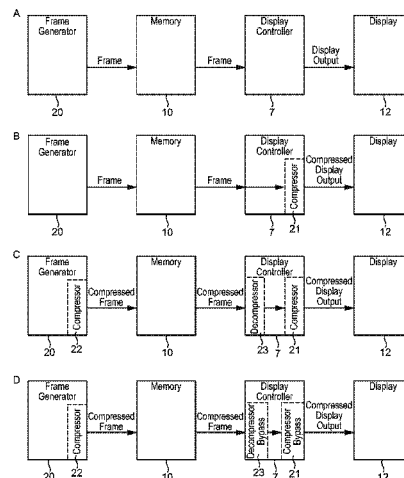 A
Frame
Generator
Memory
Display
Controller
Display
Frame
Frame
Display
Output
20
10
7
12
B
Frame
Generator
Memory
Display
Controller
Display
Frame
Frame
Compressor
Compressed
Display
Output
20
10
7
21
12
C
Frame
Generator
Memory
Display
Controller
Display
Compressor
Compressed
Frame
Compressed
Frame
Decompressor
Compressor
Compressed
Display
Output
20
22
10
23
7
21
12
D
Frame
Generator
Memory
Display
Controller
Display
Compressor
Compressed
Frame
Compressed
Frame
Decompressor
Bypass
Compressor
Bypass
Compressed
Display
Output
20
22
10
23
7
21
12